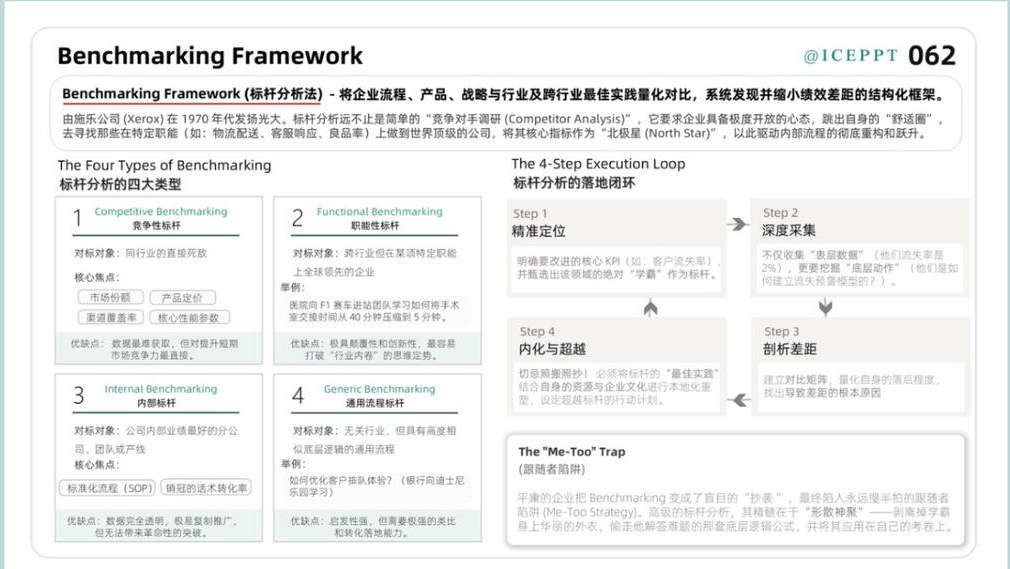 Benchmarking Framework
@ICEPPT 062
Benchmarking Framework (标杆分析法) - 将企业流程、产品、战略与行业及跨行业最佳实践量化对比，系统发现并缩小绩效差距的结构化框架。
由施乐公司 (Xerox) 在 1970 年代发扬光大。标杆分析远不止是简单的“竞争对手调研 (Competitor Analysis)”，它要求企业具备极度开放的心态，跳出自身的“舒适圈”，
去寻找那些在特定职能（如：物流配送、客服响应、良品率）上做到世界顶级的公司，将其核心指标作为“北极星 (North Star)”，以此驱动内部流程的彻底重构和跃升。
The Four Types of Benchmarking
标杆分析的四大类型
1
Competitive Benchmarking
竞争性标杆
对标对象：同行业的直接死敌
核心焦点：
市场份额
产品定价
渠道覆盖率
核心性能参数
优缺点：数据最难获取，但对提升短期
市场竞争力最直接。
2
Functional Benchmarking
职能性标杆
对标对象：跨行业但在某项特定职能
上全球领先的企业
举例：
医院向 F1 赛车进站团队学习如何将手术
室交接时间从 40 分钟压缩到 5 分钟。
优缺点：极具颠覆性和创新性，最容易
打破“行业内卷”的思维定势。
3
Internal Benchmarking
内部标杆
对标对象：公司内部业绩最好的分公
司、团队或产线
核心焦点：
标准化流程（SOP）
销冠的话术转化率
优缺点：数据完全透明，极易复制推广，
但无法带来革命性的突破。
4
Generic Benchmarking
通用流程标杆
对标对象：无关行业，但具有高度相
似底层逻辑的通用流程
举例：
如何优化客户排队体验？（银行向迪士尼
乐园学习）
优缺点：启发性强，但需要极强的类比
和转化落地能力。
The 4-Step Execution Loop
标杆分析的落地闭环
Step 1
精准定位
明确要改进的核心 KPI（如：客户流失率），
并甄选出该领域的绝对“学霸”作为标杆。
Step 2
深度采集
不仅收集“表层数据”（他们流失率是
2%），更要挖掘“底层动作”（他们是如
何建立流失预警模型的？）。
Step 3
剖析差距
建立对比矩阵，量化自身的落后程度，
找出导致差距的根本原因
Step 4
内化与超越
切忌照搬照抄！必须将标杆的“最佳实践”
结合自身的资源与企业文化进行本地化重
塑，设定超越标杆的行动计划。
The "Me-Too" Trap
(跟随者陷阱)
平庸的企业把 Benchmarking 变成了盲目的“抄袭”，最终陷入永远慢半拍的跟随者
陷阱 (Me-Too Strategy)。高级的标杆分析，其精髓在于“形散神聚”——剥离掉学霸
身上华丽的外衣，偷走他解答难题的那套底层逻辑公式，并将其应用在自己的考卷上。